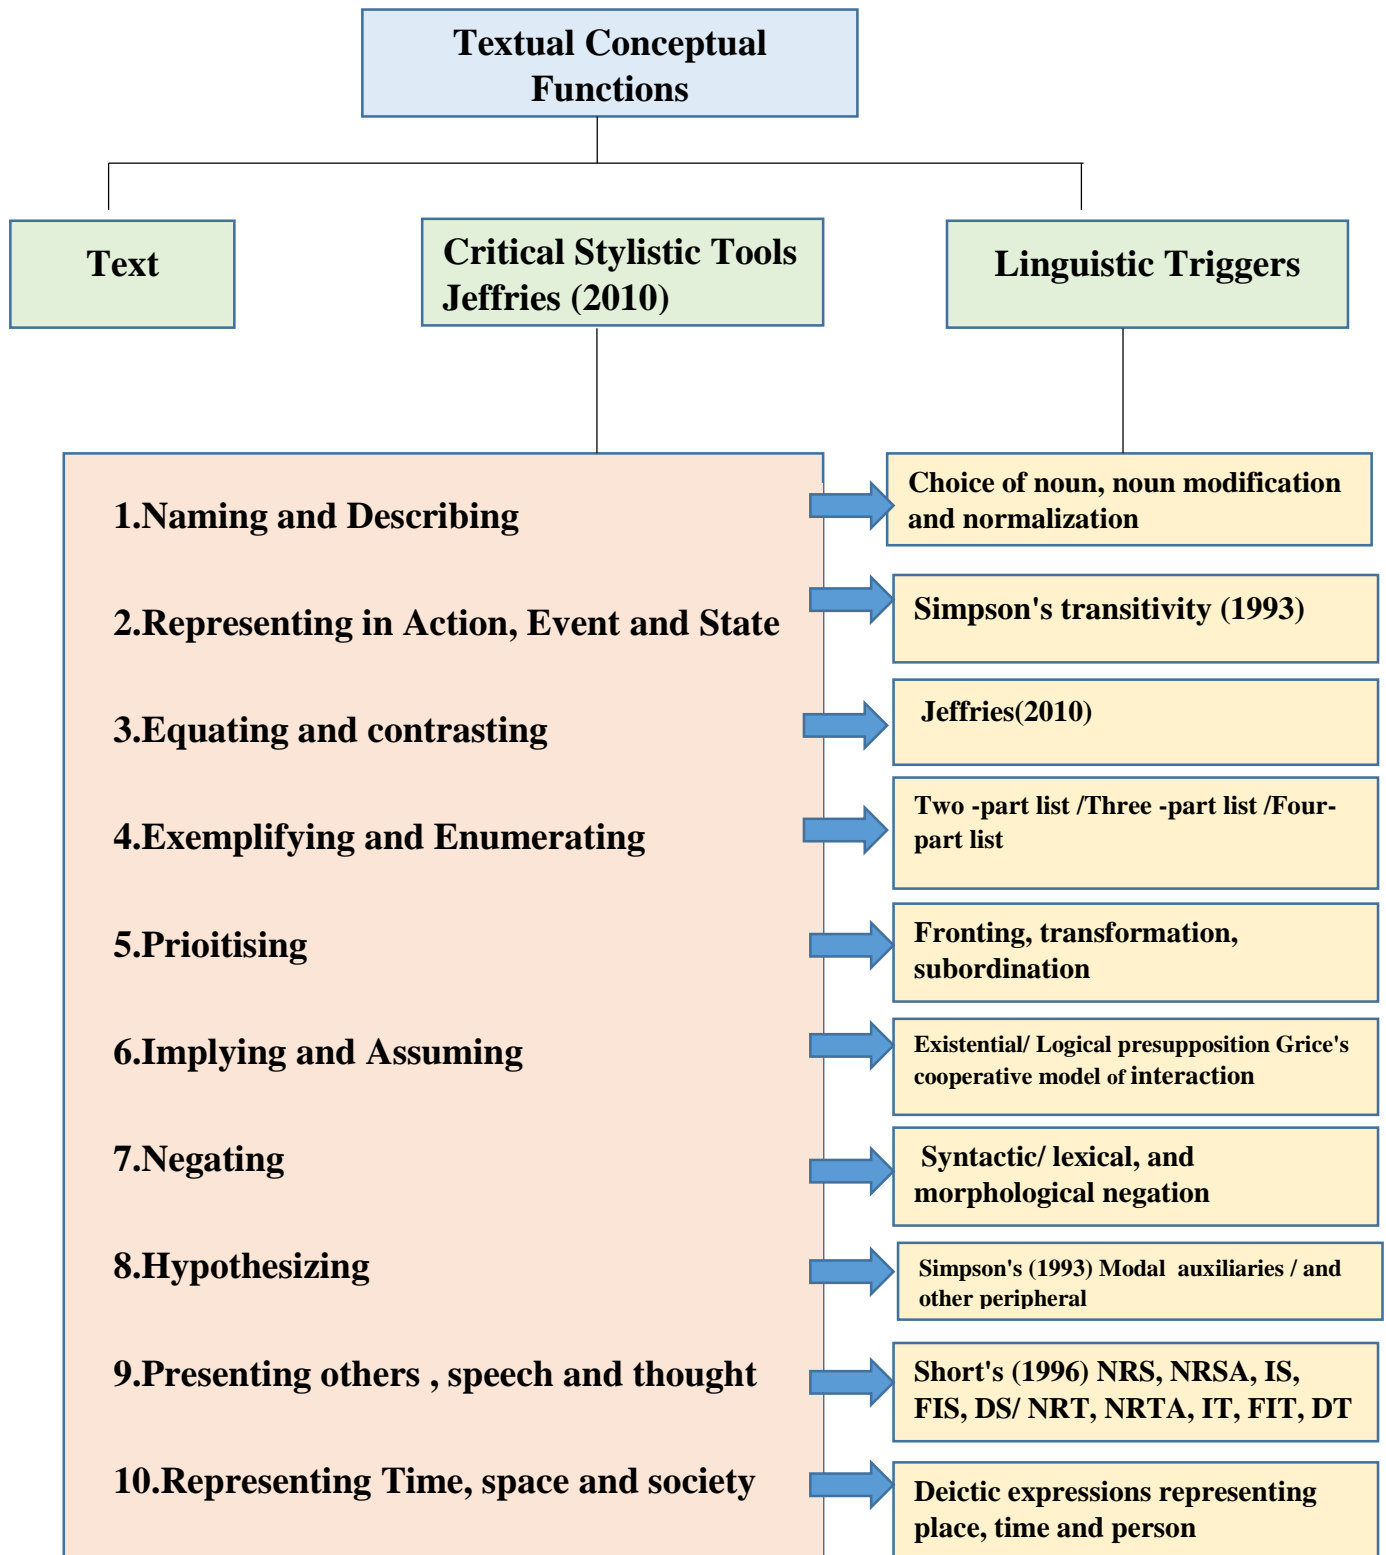 Textual Conceptual
Functions
Text
Critical Stylistic Tools
Jeffries (2010)
Linguistic Triggers
1.Naming and Describing
Choice of noun, noun modification
and normalization
2.Representing in Action, Event and State
Simpson's transitivity (1993)
3.Equating and contrasting
Jeffries(2010)
4.Exemplifying and Enumerating
Two -part list /Three -part list /Four-
part list
5.Prioitising
Fronting, transformation,
subordination
6.Implying and Assuming
Existential/ Logical presupposition Grice's
cooperative model of interaction
7.Negating
Syntactic/ lexical, and
morphological negation
8.Hypothesizing
Simpson's (1993) Modal auxiliaries / and
other peripheral
9.Presenting others , speech and thought
Short's (1996) NRS, NRSA, IS,
FIS, DS/ NRT, NRTA, IT, FIT, DT
10.Representing Time, space and society
Deictic expressions representing
place, time and person